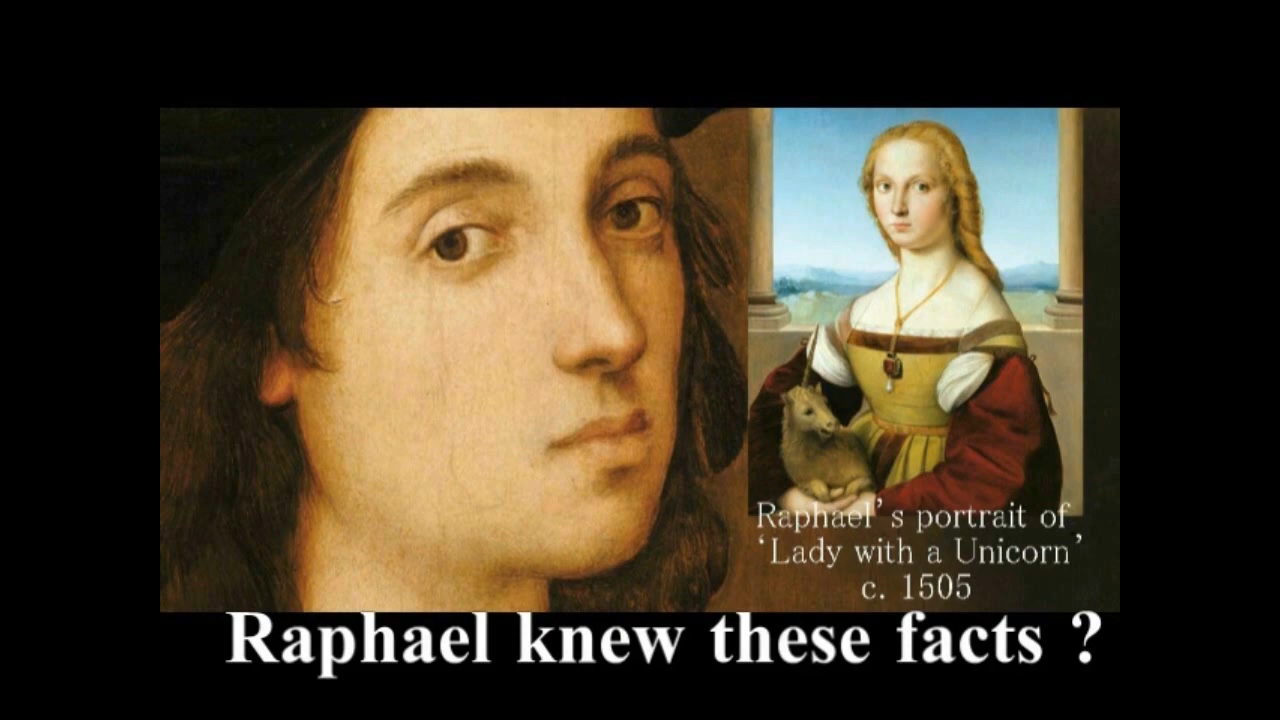 Raphael's portrait of
‘Lady with a Unicorn’
c. 1505
Raphael knew these facts ?